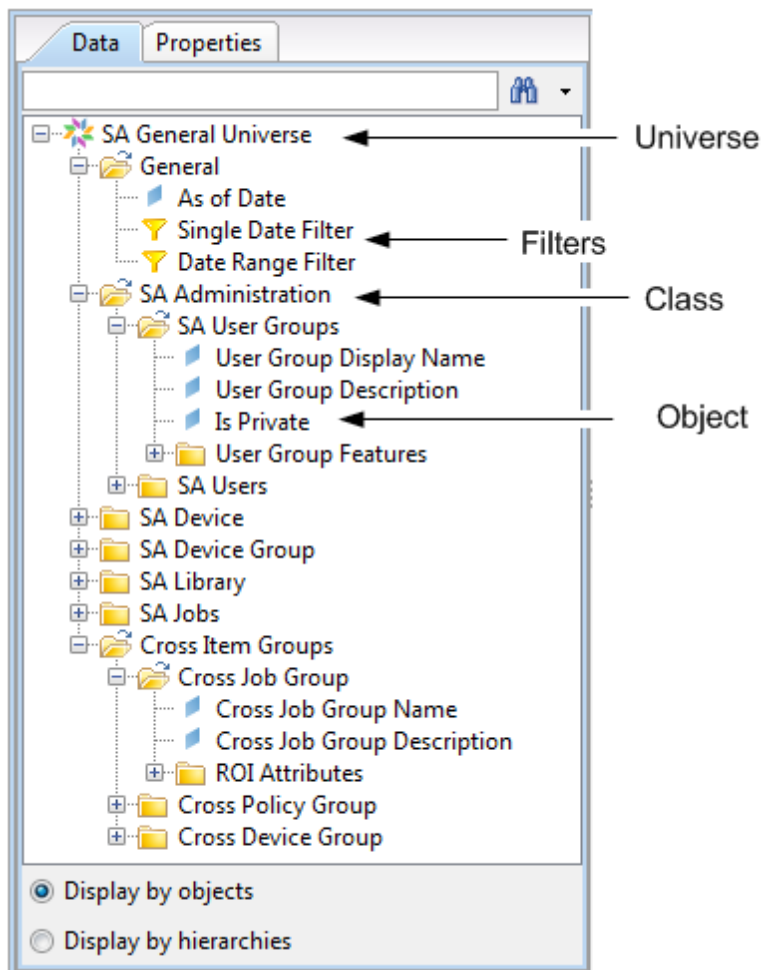 Data Properties
SA General Universe Universe
General
As of Date
Single Date Filter Filters
Date Range Filter
SA Administration Class
SA User Groups
User Group Display Name
User Group Description
Is Private Object
User Group Features
SA Users
SA Device
SA Device Group
SA Library
SA Jobs
Cross Item Groups
Cross Job Group
Cross Job Group Name
Cross Job Group Description
ROI Attributes
Cross Policy Group
Cross Device Group
Display by objects
Display by hierarchies